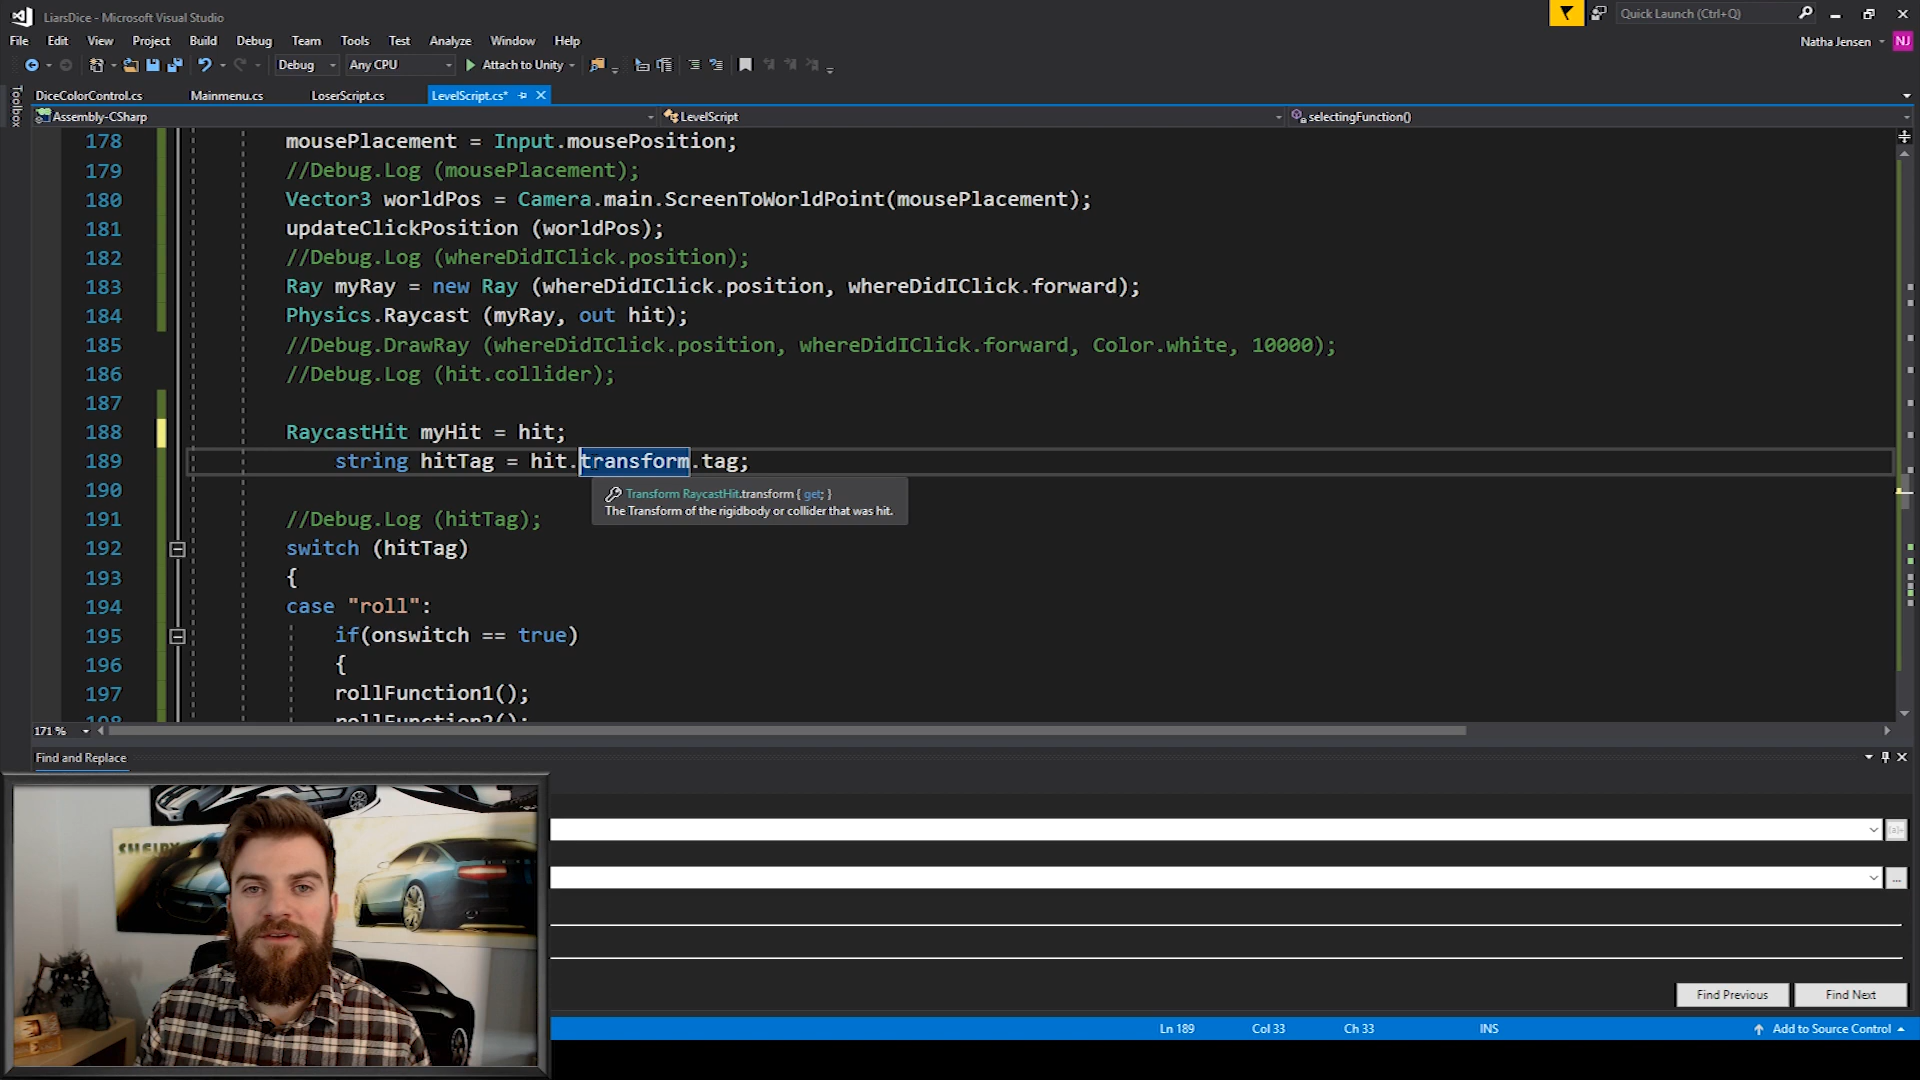 LiarsDice - Microsoft Visual Studio
Quick Launch (Ctrl+Q)
File Edit View Project Build Debug Team Tools Test Analyze Window Help
Natha Jensen NJ
Debug Any CPU Attach to Unity
Toolbox
DiceColorControl.cs Mainmenu.cs LoserScript.cs LevelScript.cs*
Assembly-CSharp LevelScript selectingFunction()
178 mousePlacement = Input.mousePosition;
179 //Debug.Log (mousePlacement);
180 Vector3 worldPos = Camera.main.ScreenToWorldPoint(mousePlacement);
181 updateClickPosition (worldPos);
182 //Debug.Log (whereDidIClick.position);
183 Ray myRay = new Ray (whereDidIClick.position, whereDidIClick.forward);
184 Physics.Raycast (myRay, out hit);
185 //Debug.DrawRay (whereDidIClick.position, whereDidIClick.forward, Color.white, 10000);
186 //Debug.Log (hit.collider);
187
188 RaycastHit myHit = hit;
189 string hitTag = hit.transform.tag;
190
Transform RaycastHit.transform { get; }
The Transform of the rigidbody or collider that was hit.
191 //Debug.Log (hitTag);
192 switch (hitTag)
193 {
194 case "roll":
195 if(onswitch == true)
196 {
197 rollFunction1();
198 rollFunction2();
171 %
Find and Replace
SHELBY
...
Find Previous Find Next
Ln 189 Col 33 Ch 33 INS Add to Source Control